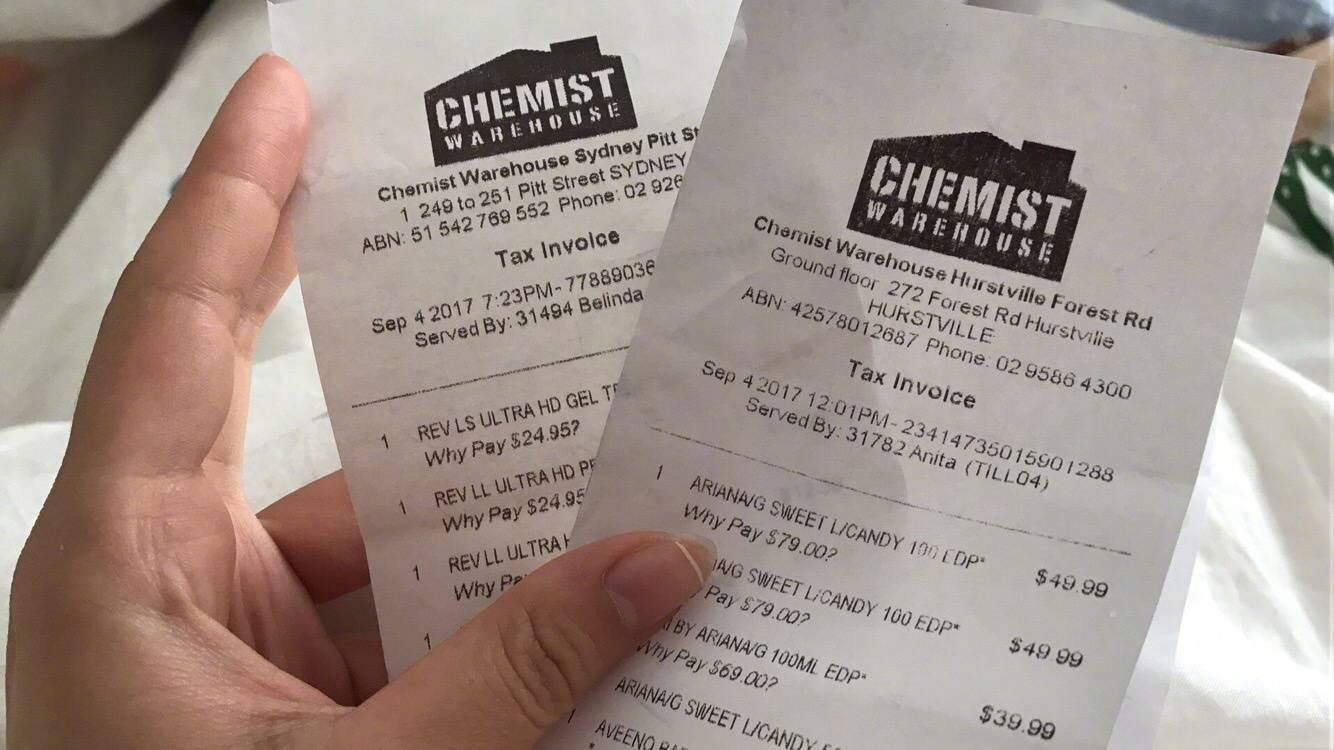 CHEMIST
WAREHOUSE
Chemist Warehouse Sydney Pitt St
1 249 to 251 Pitt Street SYDNEY
ABN: 51 542 769 552 Phone: 02 926
Tax Invoice
Sep 4 2017 7:23PM- 77889036
Served By: 31494 Belinda
1 REV LS ULTRA HD GEL
Why Pay $24.95?
1 REV LL ULTRA HD
Why Pay $24.95
1 REV LL ULTRA
Why
1
CHEMIST
WAREHOUSE
Chemist Warehouse Hurstville Forest Rd
Ground floor 272 Forest Rd Hurstville
HURSTVILLE
ABN: 42578012687 Phone: 02 9586 4300
Tax Invoice
Sep 4 2017 12:01PM- 23414735015901288
Served By: 31782 Anita (TILL04)
1 ARIANA/G SWEET L/CANDY 100 EDP* $49.99
Why Pay $79.00?
/G SWEET L/CANDY 100 EDP* $49.99
Pay $79.00?
BY ARIANA/G 100ML EDP* $39.99
Why Pay $69.00?
ARIANA/G SWEET L/CANDY
1 AVEENO